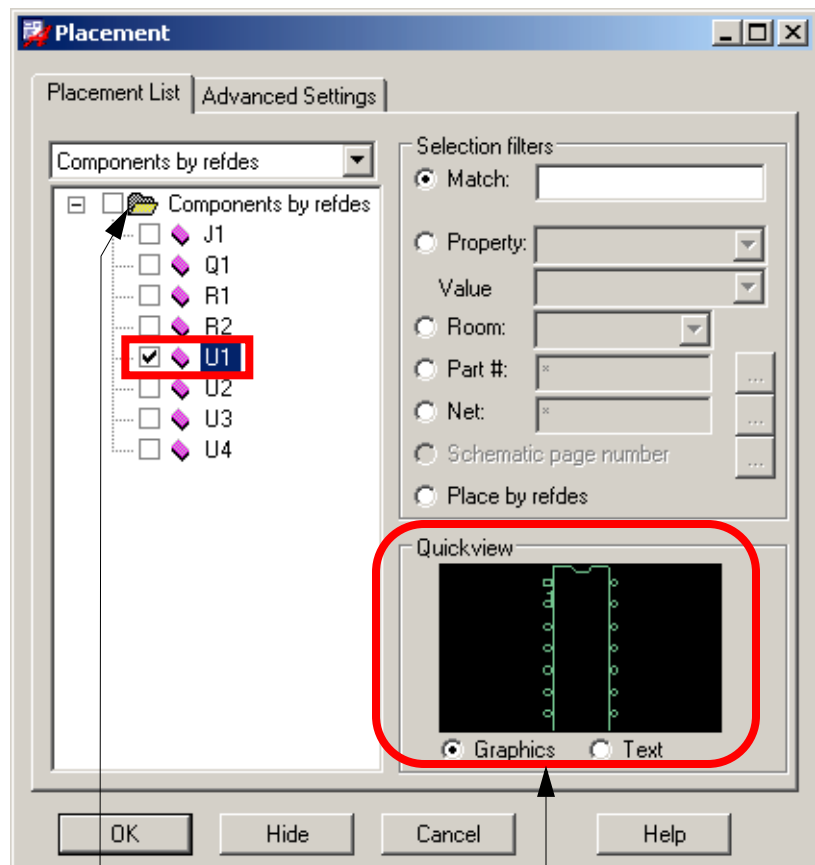 Placement
Placement List
Advanced Settings
Components by refdes
Components by refdes
J1
Q1
R1
R2
U1
U2
U3
U4
Selection filters
Match:
Property:
Value
Room:
Part #: * ...
Net: * ...
Schematic page number ...
Place by refdes
Quickview
Graphics
Text
OK
Hide
Cancel
Help